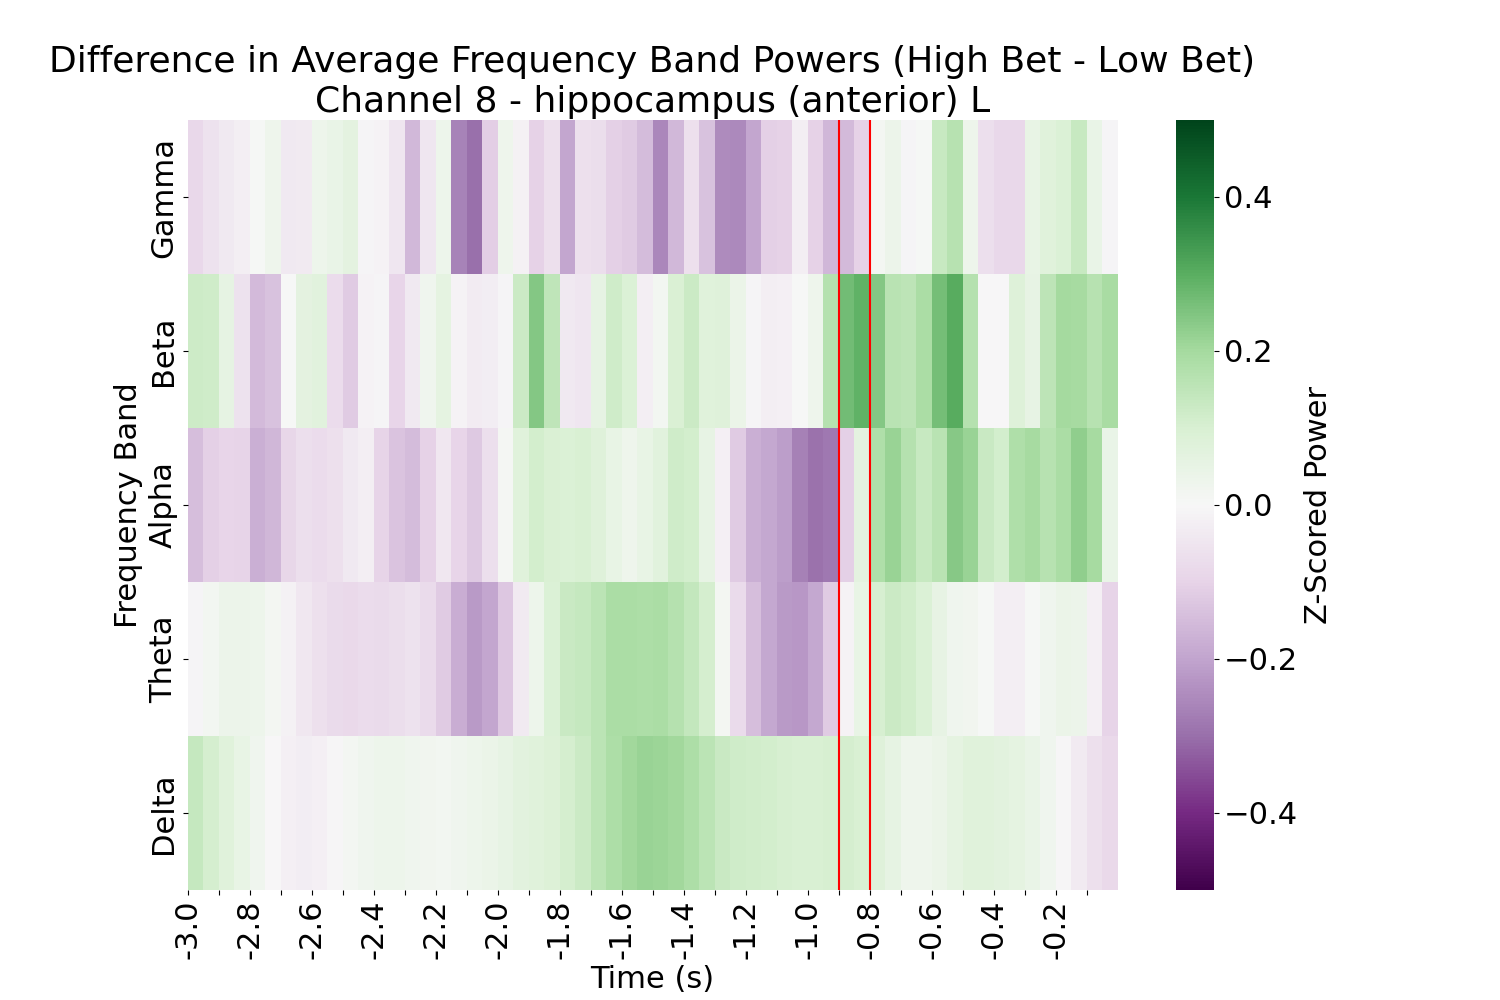 Difference in Average Frequency Band Powers (High Bet - Low Bet)
Channel 8 - hippocampus (anterior) L
Frequency Band
Gamma
Beta
Alpha
Theta
Delta
-3.0
-2.8
-2.6
-2.4
-2.2
-2.0
-1.8
-1.6
-1.4
-1.2
-1.0
-0.8
-0.6
-0.4
-0.2
Time (s)
0.4
0.2
0.0
−0.2
−0.4
Z-Scored Power